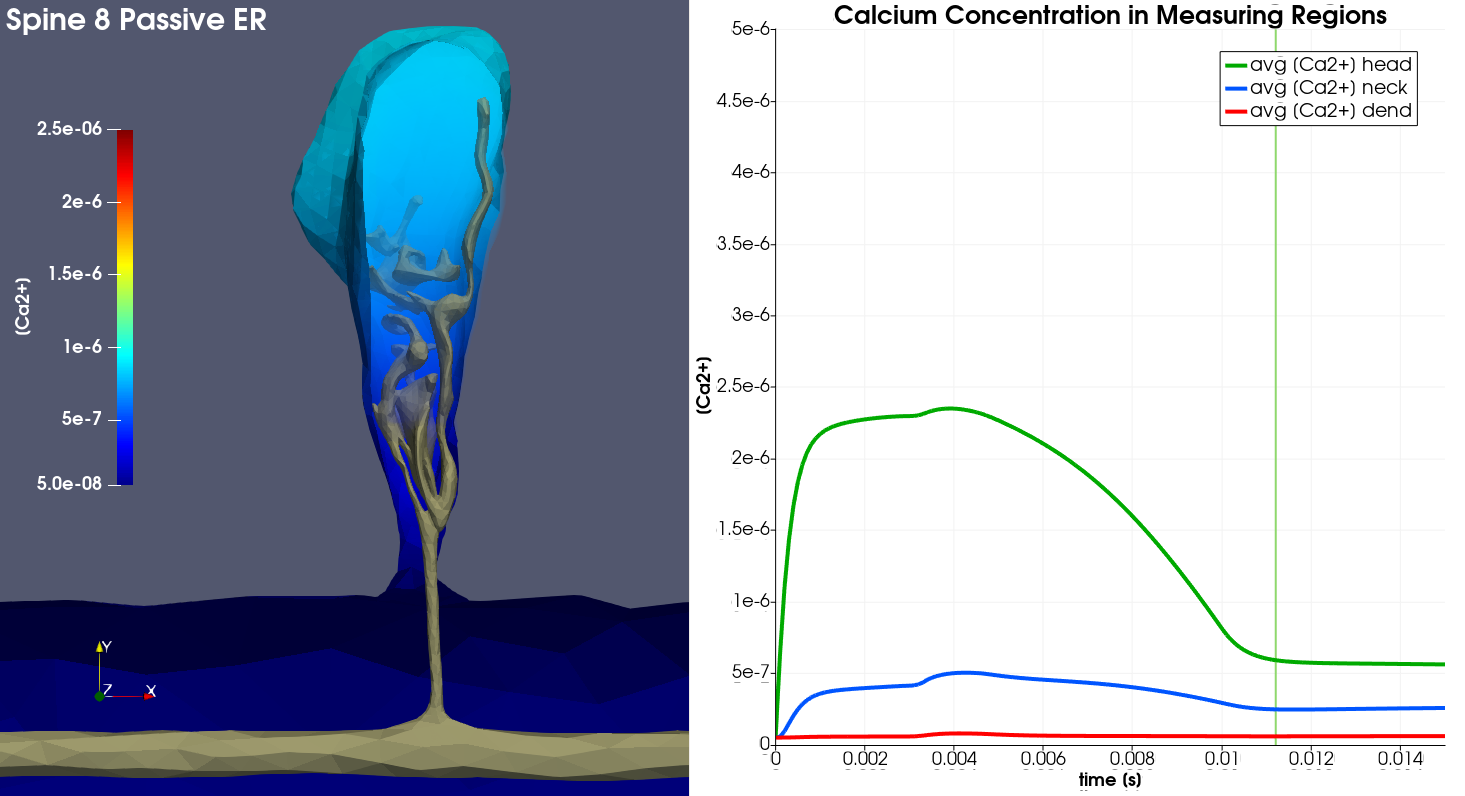 Spine 8 Passive ER
2.5e-06
2e-6
1.5e-6
1e-6
5e-7
5.0e-08
(Ca2+)
Y
Z
X
Calcium Concentration in Measuring Regions
avg (Ca2+) head
avg (Ca2+) neck
avg (Ca2+) dend
5e-6
4.5e-6
4e-6
3.5e-6
3e-6
2.5e-6
2e-6
1.5e-6
1e-6
5e-7
0
(Ca2+)
0 0.002 0.004 0.006 0.008 0.01 0.012 0.014
time (s)